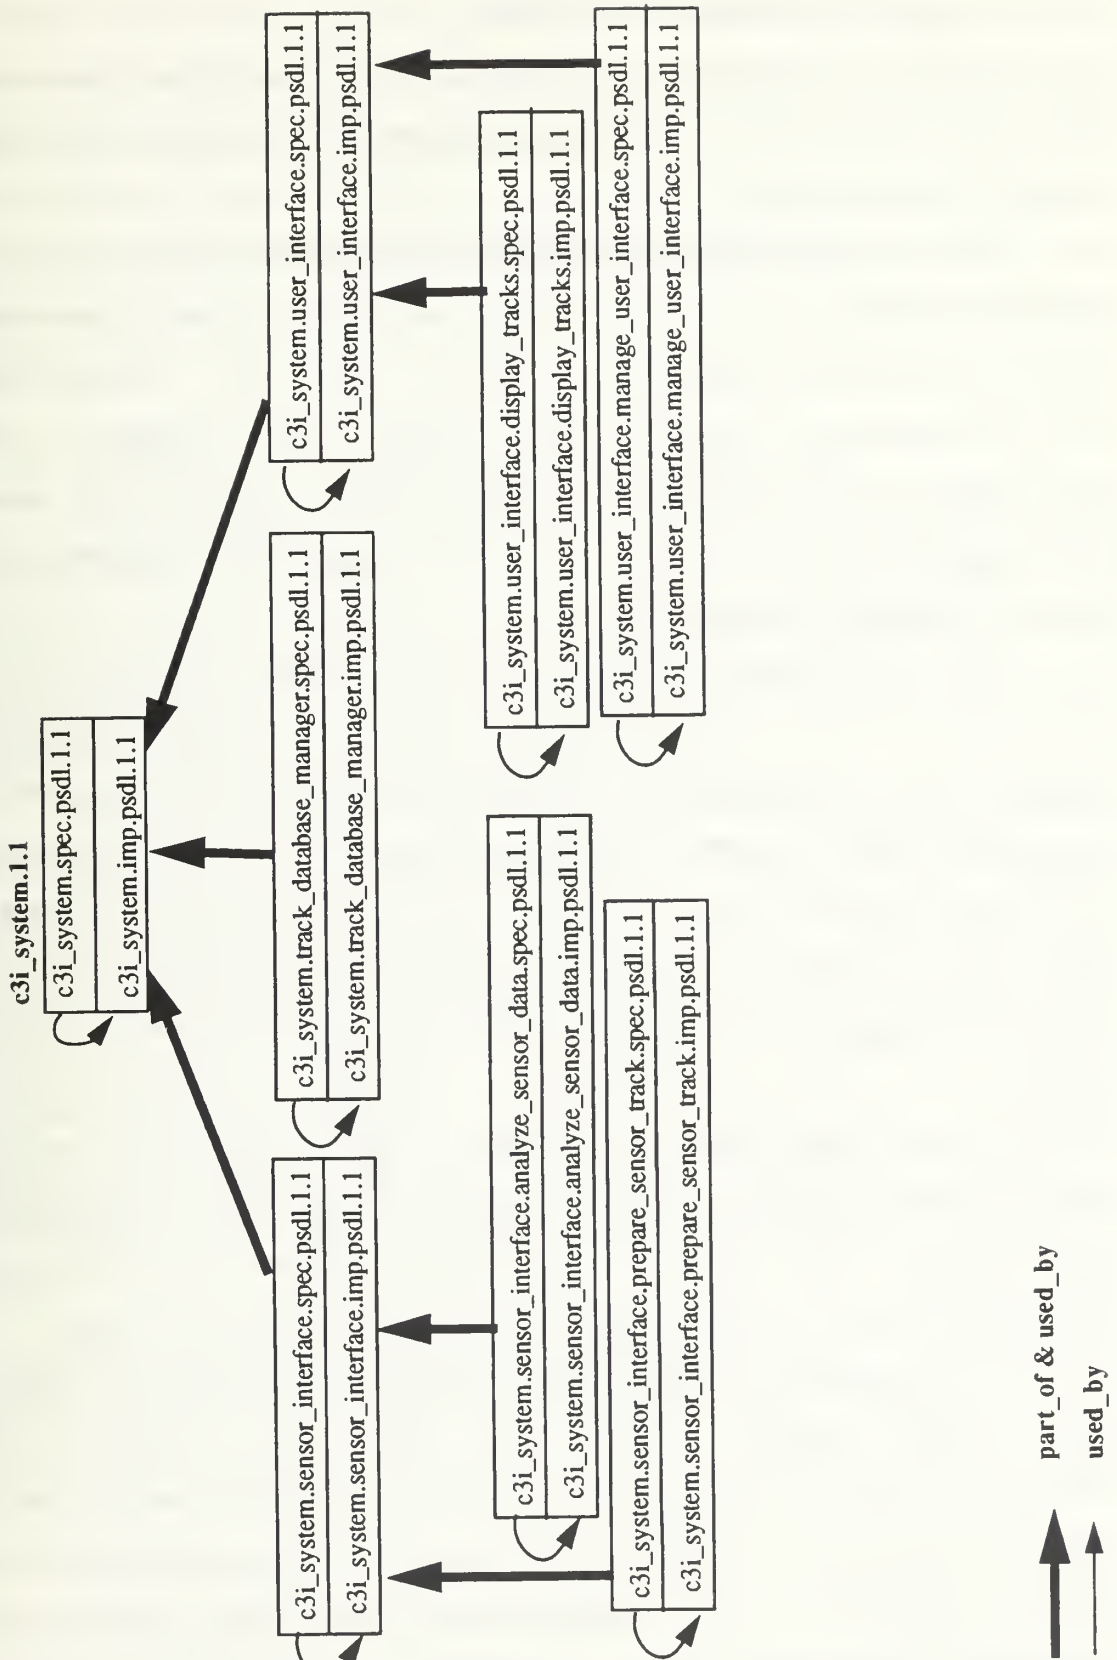 c3i_system.1.1
c3i_system.spec.psdl.1.1
c3i_system.imp.psdl.1.1
c3i_system.sensor_interface.spec.psdl.1.1
c3i_system.sensor_interface.imp.psdl.1.1
c3i_system.track_database_manager.spec.psdl.1.1
c3i_system.track_database_manager.imp.psdl.1.1
c3i_system.user_interface.spec.psdl.1.1
c3i_system.user_interface.imp.psdl.1.1
c3i_system.sensor_interface.analyze_sensor_data.spec.psdl.1.1
c3i_system.sensor_interface.analyze_sensor_data.imp.psdl.1.1
c3i_system.sensor_interface.prepare_sensor_track.spec.psdl.1.1
c3i_system.sensor_interface.prepare_sensor_track.imp.psdl.1.1
c3i_system.user_interface.display_tracks.spec.psdl.1.1
c3i_system.user_interface.display_tracks.imp.psdl.1.1
c3i_system.user_interface.manage_user_interface.spec.psdl.1.1
c3i_system.user_interface.manage_user_interface.imp.psdl.1.1
part_of & used_by
used_by